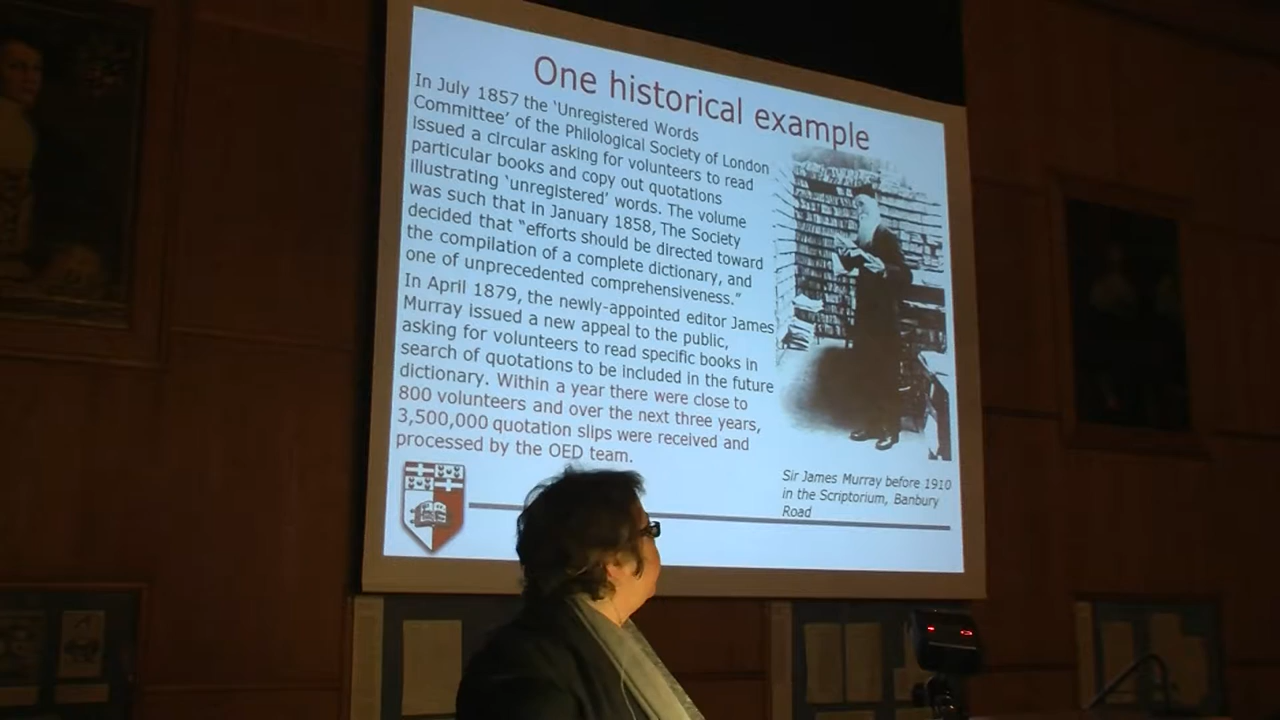 One historical example
In July 1857 the ‘Unregistered Words
Committee’ of the Philological Society of London
issued a circular asking for volunteers to read
particular books and copy out quotations
illustrating ‘unregistered’ words. The volume
was such that in January 1858, The Society
decided that “efforts should be directed toward
the compilation of a complete dictionary, and
one of unprecedented comprehensiveness.”
In April 1879, the newly-appointed editor James
Murray issued a new appeal to the public,
asking for volunteers to read specific books in
search of quotations to be included in the future
dictionary. Within a year there were close to
800 volunteers and over the next three years,
3,500,000 quotation slips were received and
processed by the OED team.
Sir James Murray before 1910
in the Scriptorium, Banbury
Road